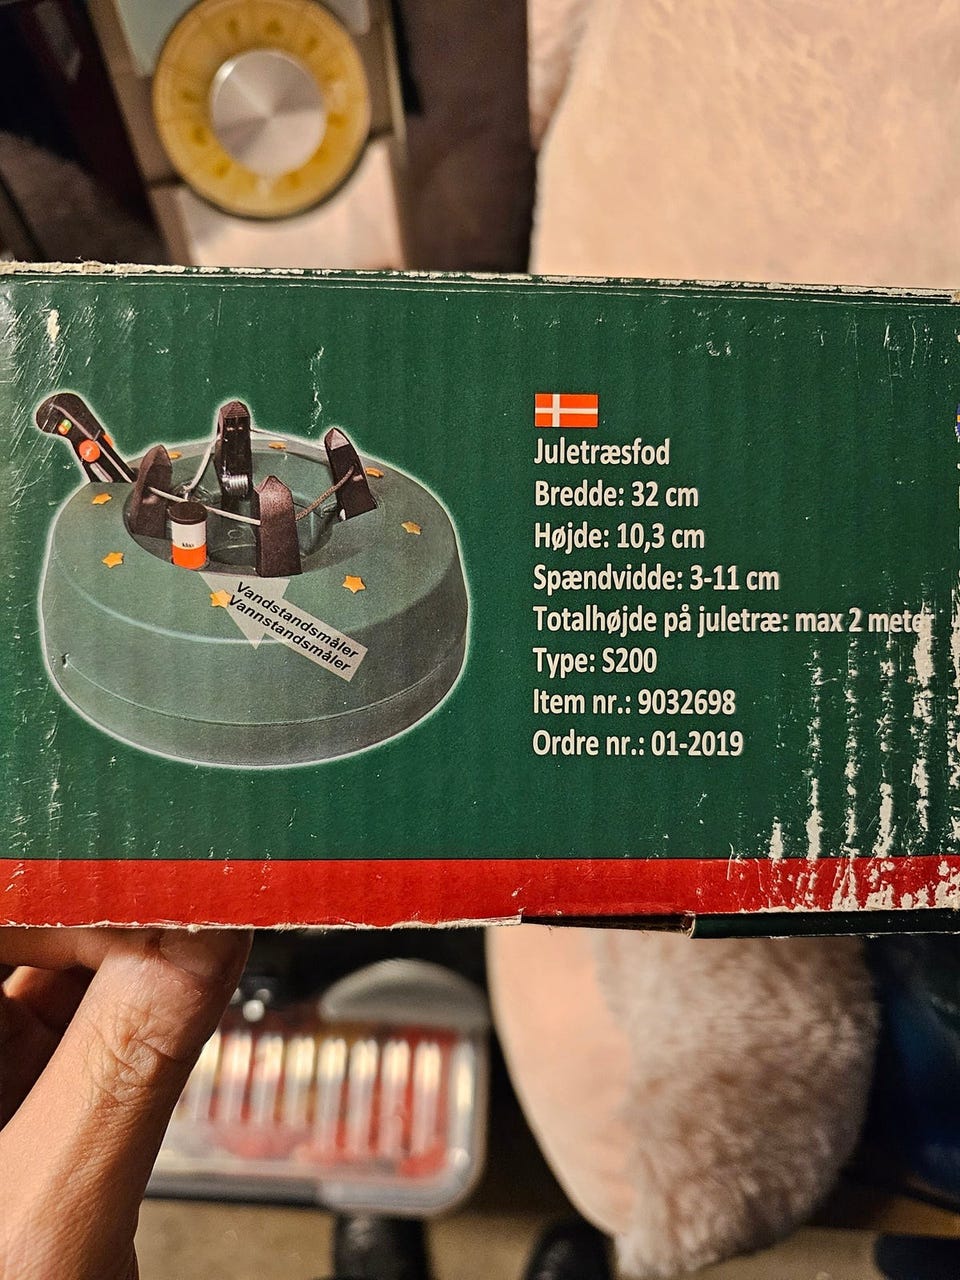 Juletræsfod
Bredde: 32 cm
Højde: 10,3 cm
Spændvidde: 3-11 cm
Totalhøjde på juletræ: max 2 meter
Type: S200
Item nr.: 9032698
Ordre nr.: 01-2019
Vandstandsmåler
Vannstandsmåler